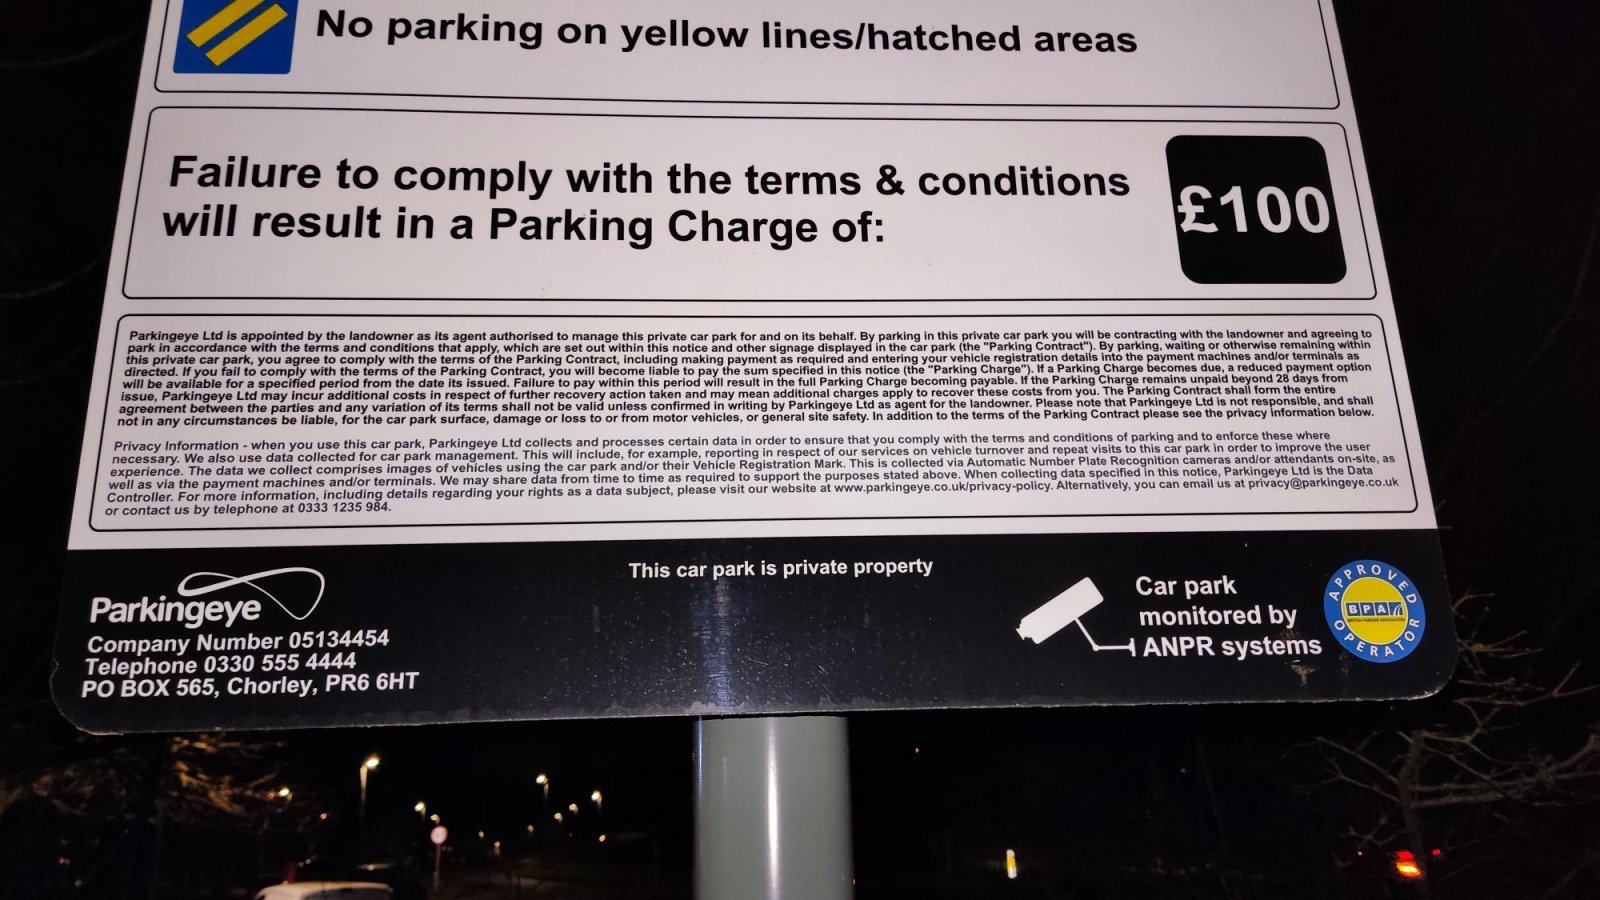 No parking on yellow lines/hatched areas
Failure to comply with the terms & conditions
will result in a Parking Charge of:
£100
Parkingeye Ltd is appointed by the landowner as its agent authorised to manage this private car park for and on its behalf. By parking in this private car park you will be contracting with the landowner and agreeing to
park in accordance with the terms and conditions that apply, which are set out within this notice and other signage displayed in the car park (the "Parking Contract"). By parking, waiting or otherwise remaining within
this private car park, you agree to comply with the terms of the Parking Contract, including making payment as required and entering your vehicle registration details into the payment machines and/or terminals as
directed. If you fail to comply with the terms of the Parking Contract, you will become liable to pay the sum specified in this notice (the "Parking Charge"). If a Parking Charge becomes due, a reduced payment option
will be available for a specified period from the date its issued. Failure to pay within this period will result in the full Parking Charge becoming payable. If the Parking Charge remains unpaid beyond 28 days from
issue, Parkingeye Ltd may incur additional costs in respect of further recovery action taken and may mean additional charges apply to recover these costs from you. The Parking Contract shall form the entire
agreement between the parties and any variation of its terms shall not be valid unless confirmed in writing by Parkingeye Ltd as agent for the landowner. Please note that Parkingeye Ltd is not responsible, and shall
not in any circumstances be liable, for the car park surface, damage or loss to or from motor vehicles, or general site safety. In addition to the terms of the Parking Contract please see the privacy information below.
Privacy Information - when you use this car park, Parkingeye Ltd collects and processes certain data in order to ensure that you comply with the terms and conditions of parking and to enforce these where
necessary. We also use data collected for car park management. This will include, for example, reporting in respect of our services on vehicle turnover and repeat visits to this car park in order to improve the user
experience. The data we collect comprises images of vehicles using the car park and/or their Vehicle Registration Mark. This is collected via Automatic Number Plate Recognition cameras and/or attendants on-site, as
well as via the payment machines and/or terminals. We may share data from time to time as required to support the purposes stated above. When collecting data specified in this notice, Parkingeye Ltd is the Data
Controller. For more information, including details regarding your rights as a data subject, please visit our website at www.parkingeye.co.uk/privacy-policy. Alternatively, you can email us at privacy@parkingeye.co.uk
or contact us by telephone at 0333 1235 984.
This car park is private property
Parkingeye
Company Number 05134454
Telephone 0330 555 4444
PO BOX 565, Chorley, PR6 6HT
Car park
monitored by
ANPR systems
APPROVED
BPA
BRITISH PARKING ASSOCIATION
OPERATOR